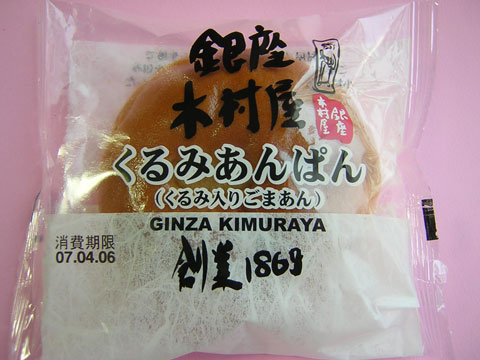 銀座
木村屋
銀座
木村屋
くるみあんぱん
(くるみ入りごまあん)
GINZA KIMURAYA
消費期限
07.04.06
創業1869